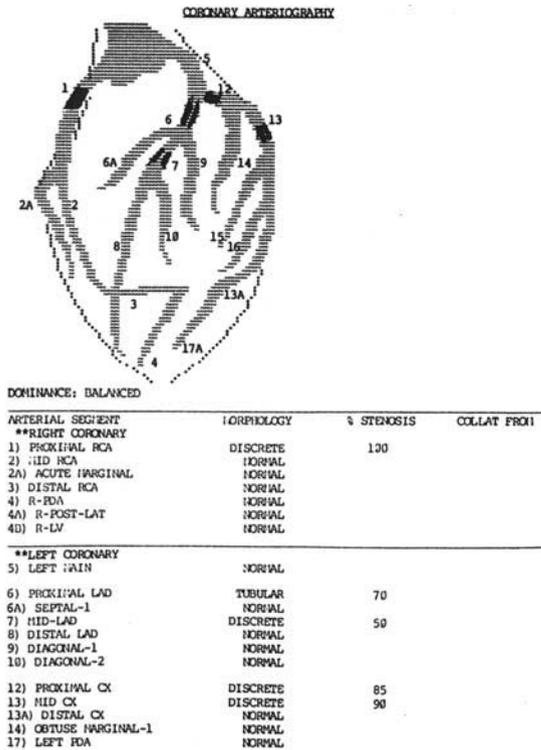 CORONARY ARTERIOGRAPHY
5
1
12
6
13
6A
7
9
14
2A
2
8
10
15
16
3
13A
4
17A
DOMINANCE: BALANCED
ARTERIAL SEGMENT MORPHOLOGY % STENOSIS COLLAT FROM
**RIGHT CORONARY
1) PROXIMAL RCA DISCRETE 100
2) MID RCA NORMAL
2A) ACUTE MARGINAL NORMAL
3) DISTAL RCA NORMAL
4) R-PDA NORMAL
4A) R-POST-LAT NORMAL
4B) R-LV NORMAL
**LEFT CORONARY
5) LEFT MAIN NORMAL
6) PROXIMAL LAD TUBULAR 70
6A) SEPTAL-1 NORMAL
7) MID-LAD DISCRETE 50
8) DISTAL LAD NORMAL
9) DIAGONAL-1 NORMAL
10) DIAGONAL-2 NORMAL
12) PROXIMAL CX DISCRETE 85
13) MID CX DISCRETE 90
13A) DISTAL CX NORMAL
14) OBTUSE MARGINAL-1 NORMAL
17) LEFT PDA NORMAL